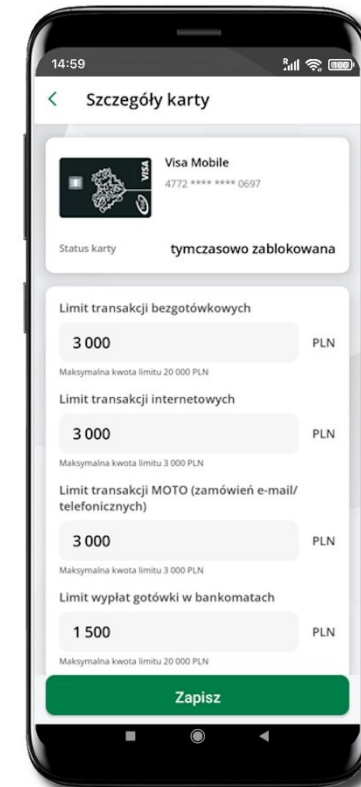 14:59
Szczegóły karty
VISA
Visa Mobile
4772 **** **** 0697
Status karty
tymczasowo zablokowana
Limit transakcji bezgotówkowych
3 000 PLN
Maksymalna kwota limitu 20 000 PLN
Limit transakcji internetowych
3 000 PLN
Maksymalna kwota limitu 3 000 PLN
Limit transakcji MOTO (zamówień e-mail/
telefonicznych)
3 000 PLN
Maksymalna kwota limitu 3 000 PLN
Limit wypłat gotówki w bankomatach
1 500 PLN
Maksymalna kwota limitu 20 000 PLN
Zapisz